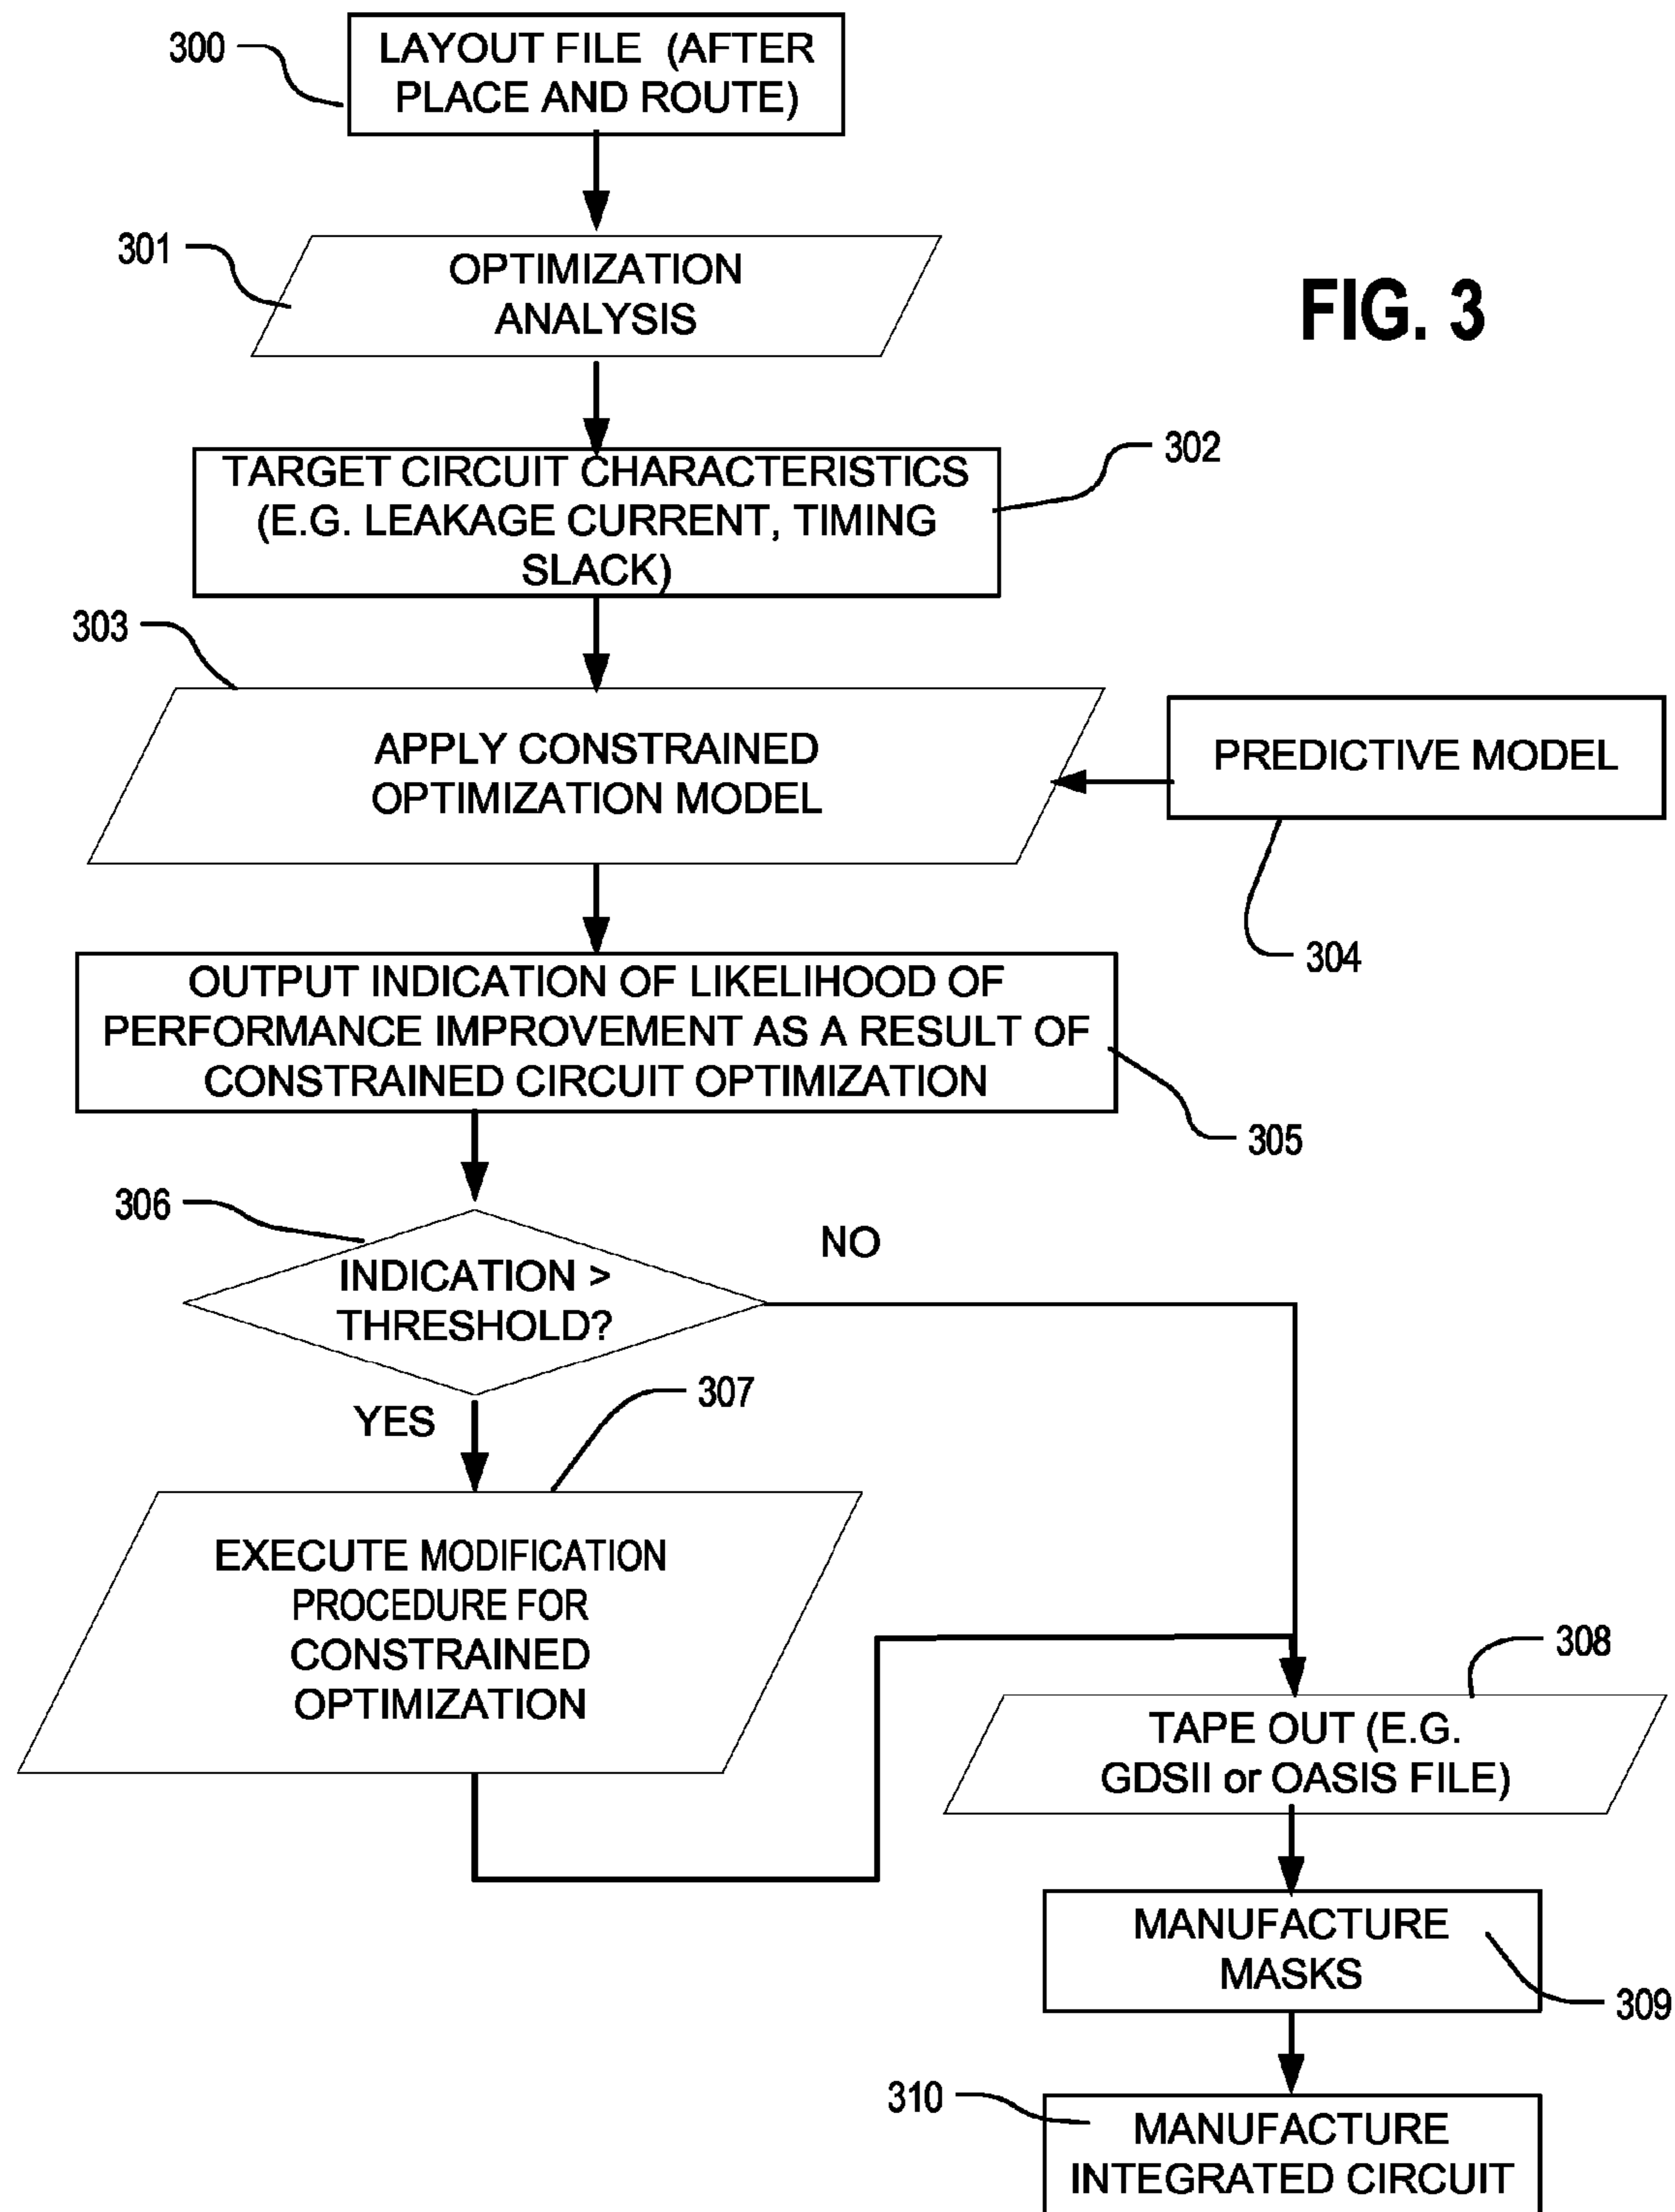 300
LAYOUT FILE (AFTER
PLACE AND ROUTE)
301
OPTIMIZATION
ANALYSIS
FIG. 3
302
TARGET CIRCUIT CHARACTERISTICS
(E.G. LEAKAGE CURRENT, TIMING
SLACK)
303
APPLY CONSTRAINED
OPTIMIZATION MODEL
PREDICTIVE MODEL
304
OUTPUT INDICATION OF LIKELIHOOD OF
PERFORMANCE IMPROVEMENT AS A RESULT OF
CONSTRAINED CIRCUIT OPTIMIZATION
305
306
INDICATION >
THRESHOLD?
NO
YES
307
EXECUTE MODIFICATION
PROCEDURE FOR
CONSTRAINED
OPTIMIZATION
308
TAPE OUT (E.G.
GDSII or OASIS FILE)
MANUFACTURE
MASKS
309
310
MANUFACTURE
INTEGRATED CIRCUIT